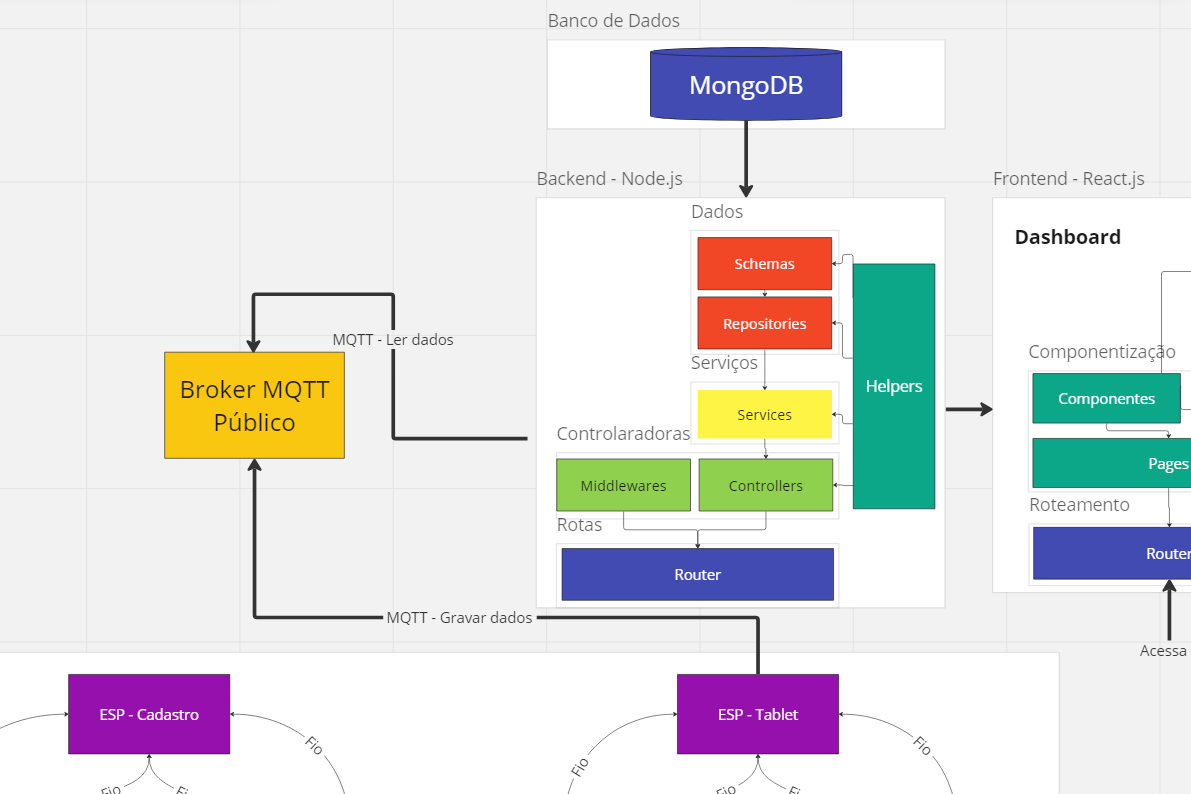 Banco de Dados
MongoDB
Backend - Node.js
Frontend - React.js
Dados
Dashboard
Schemas
Repositories
Helpers
MQTT - Ler dados
Broker MQTT
Público
Serviços
Services
Componentização
Componentes
Controlaradoras
Middlewares
Controllers
Pages
Rotas
Roteamento
Router
Router
MQTT - Gravar dados
Acessa
ESP - Cadastro
ESP - Tablet
Fio
Fio
Fio
Fio
Fio
Fio
Fio